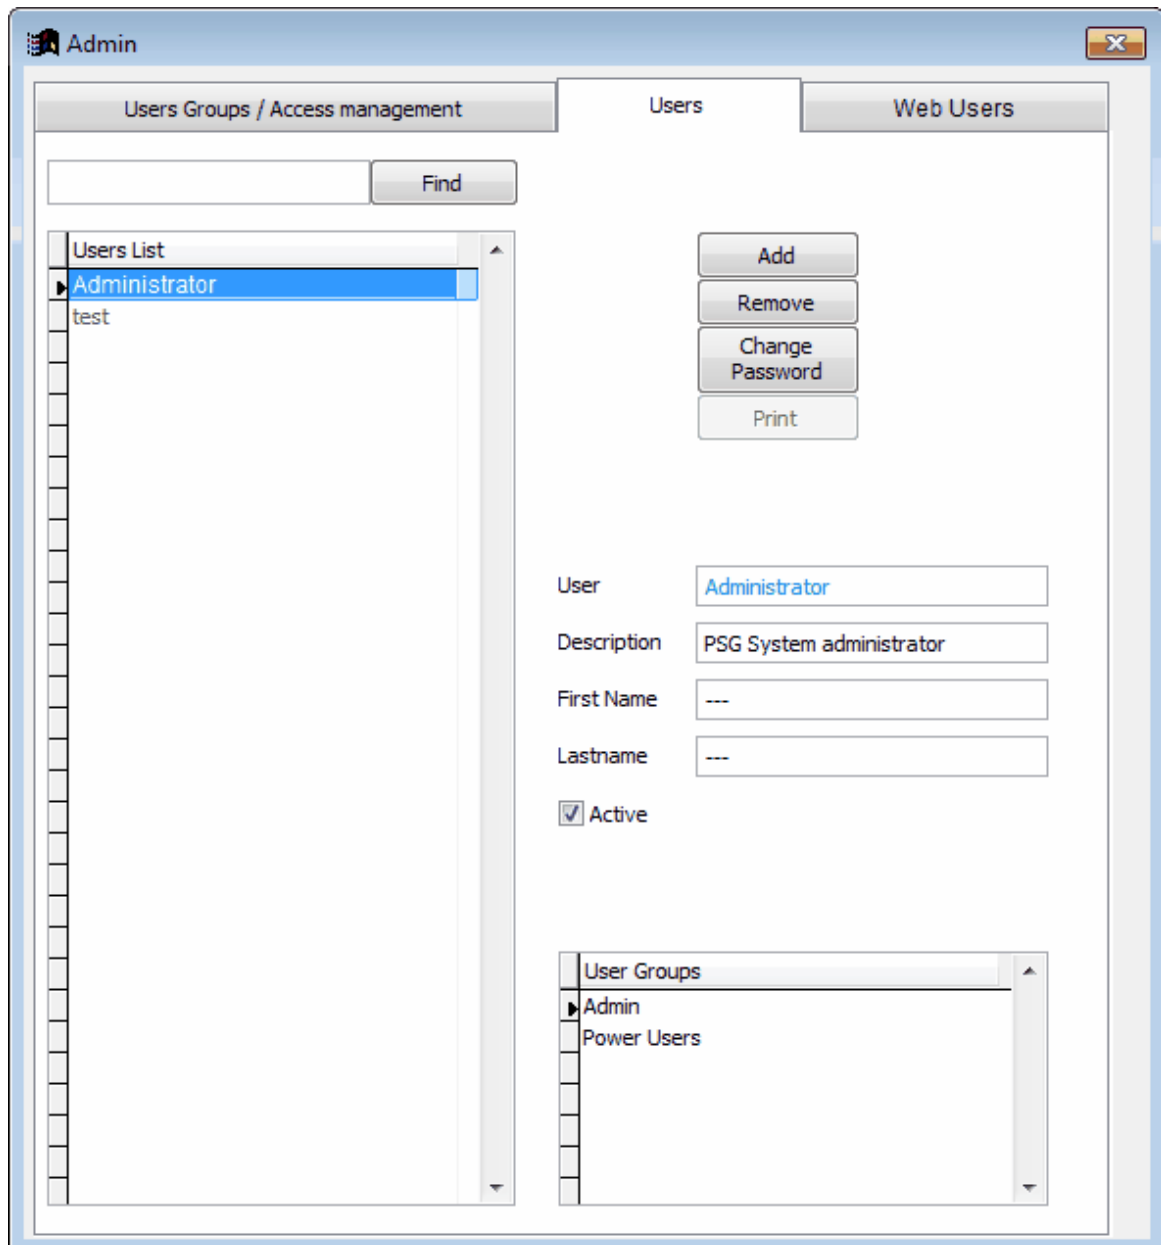 Admin
Users Groups / Access management
Users
Web Users
Find
Users List
Administrator
test
Add
Remove
Change
Password
Print
User
Administrator
Description
PSG System administrator
First Name
---
Lastname
---
Active
User Groups
Admin
Power Users